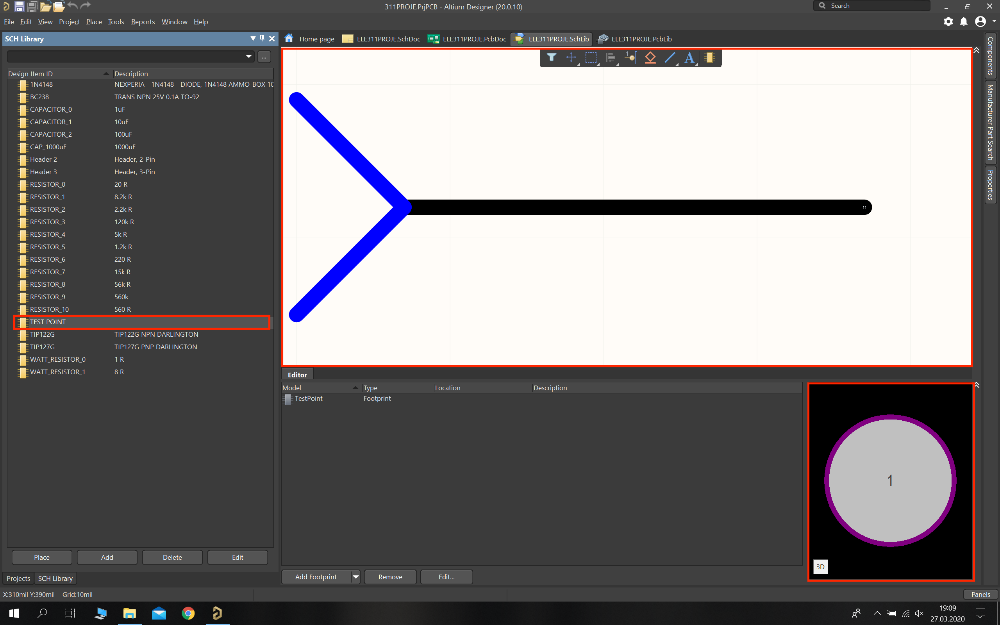 311PROJE.PrjPCB - Altium Designer (20.0.10)
Search
File Edit View Project Place Tools Reports Window Help
SCH Library
Home page
ELE311PROJE.SchDoc
ELE311PROJE.PcbDoc
ELE311PROJE.SchLib
ELE311PROJE.PcbLib
...
Design Item ID Description
1N4148 NEXPERIA - 1N4148 - DIODE, 1N4148 AMMO-BOX 10
BC238 TRANS NPN 25V 0.1A TO-92
CAPACITOR_0 1uF
CAPACITOR_1 10uF
CAPACITOR_2 100uF
CAP_1000uF 1000uF
Header 2 Header, 2-Pin
Header 3 Header, 3-Pin
RESISTOR_0 20 R
RESISTOR_1 8.2k R
RESISTOR_2 2.2k R
RESISTOR_3 120k R
RESISTOR_4 5k R
RESISTOR_5 1.2k R
RESISTOR_6 220 R
RESISTOR_7 15k R
RESISTOR_8 56k R
RESISTOR_9 560k
RESISTOR_10 560 R
TEST POINT
TIP122G TIP122G NPN DARLINGTON
TIP127G TIP127G PNP DARLINGTON
WATT_RESISTOR_0 1 R
WATT_RESISTOR_1 8 R
Place Add Delete Edit
Projects SCH Library
Components
Manufacturer Part Search
Properties
Editor
Model Type Location Description
TestPoint Footprint
1
3D
Add Footprint Remove Edit...
X:310mil Y:390mil Grid:10mil
Panels
19:09
27.03.2020